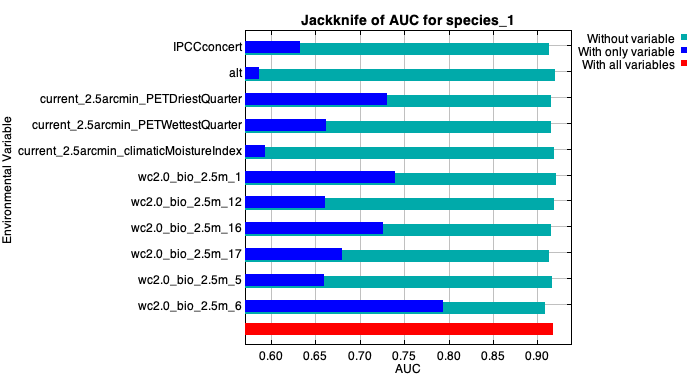 Jackknife of AUC for species_1
Without variable
With only variable
With all variables
Environmental Variable
IPCCconcert
alt
current_2.5arcmin_PETDriestQuarter
current_2.5arcmin_PETWettestQuarter
current_2.5arcmin_climaticMoistureIndex
wc2.0_bio_2.5m_1
wc2.0_bio_2.5m_12
wc2.0_bio_2.5m_16
wc2.0_bio_2.5m_17
wc2.0_bio_2.5m_5
wc2.0_bio_2.5m_6
0.60 0.65 0.70 0.75 0.80 0.85 0.90
AUC